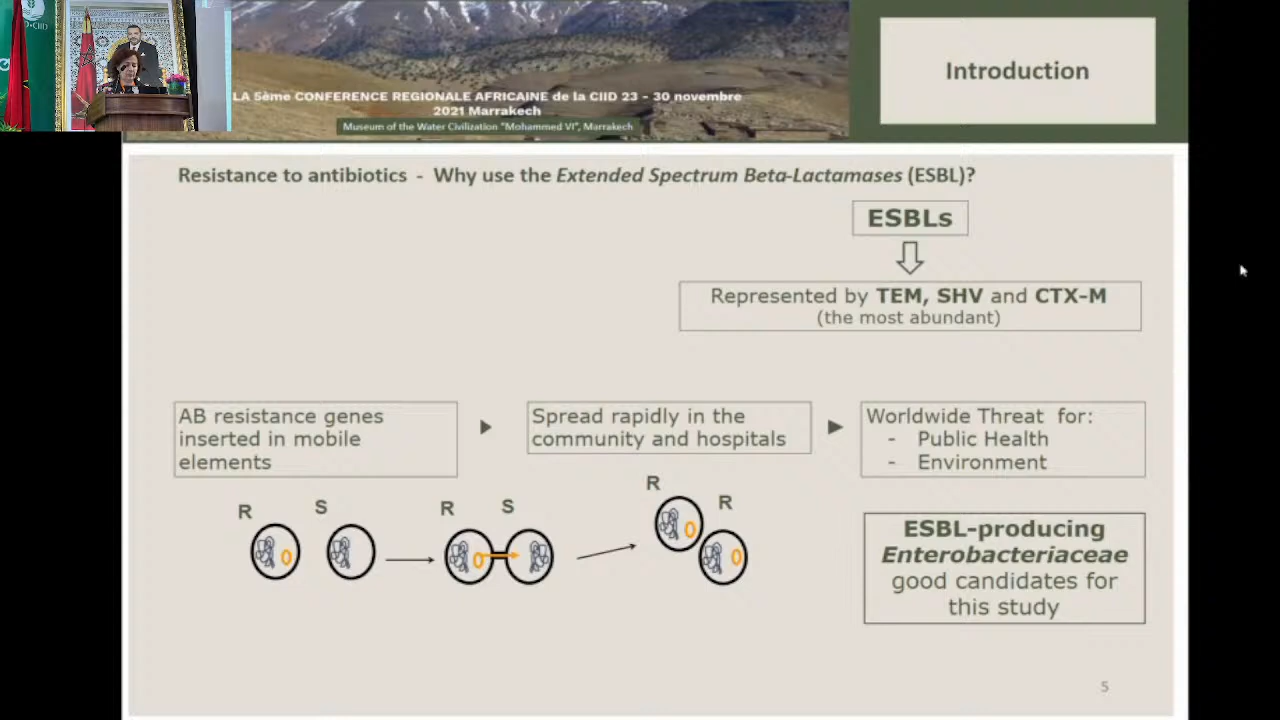 CIID
LA 5ème CONFERENCE REGIONALE AFRICAINE de la CIID 23 - 30 novembre
2021 Marrakech
Museum of the Water Civilization "Mohammed VI", Marrakech
Introduction
Resistance to antibiotics - Why use the Extended Spectrum Beta-Lactamases (ESBL)?
ESBLs
Represented by TEM, SHV and CTX-M
(the most abundant)
AB resistance genes
inserted in mobile
elements
Spread rapidly in the
community and hospitals
Worldwide Threat for:
- Public Health
- Environment
R S
R S
R
R
ESBL-producing
Enterobacteriaceae
good candidates for
this study
5